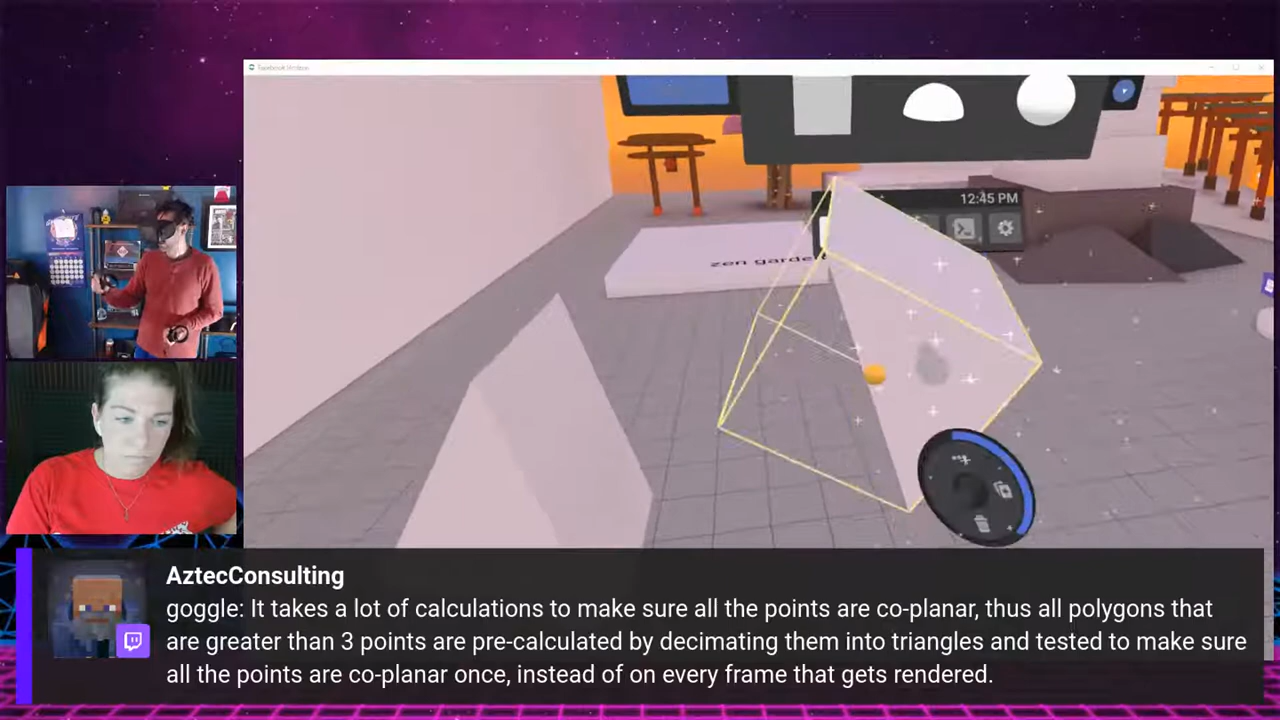 12:45 PM
zen garden
AztecConsulting
goggle: It takes a lot of calculations to make sure all the points are co-planar, thus all polygons that
are greater than 3 points are pre-calculated by decimating them into triangles and tested to make sure
all the points are co-planar once, instead of on every frame that gets rendered.